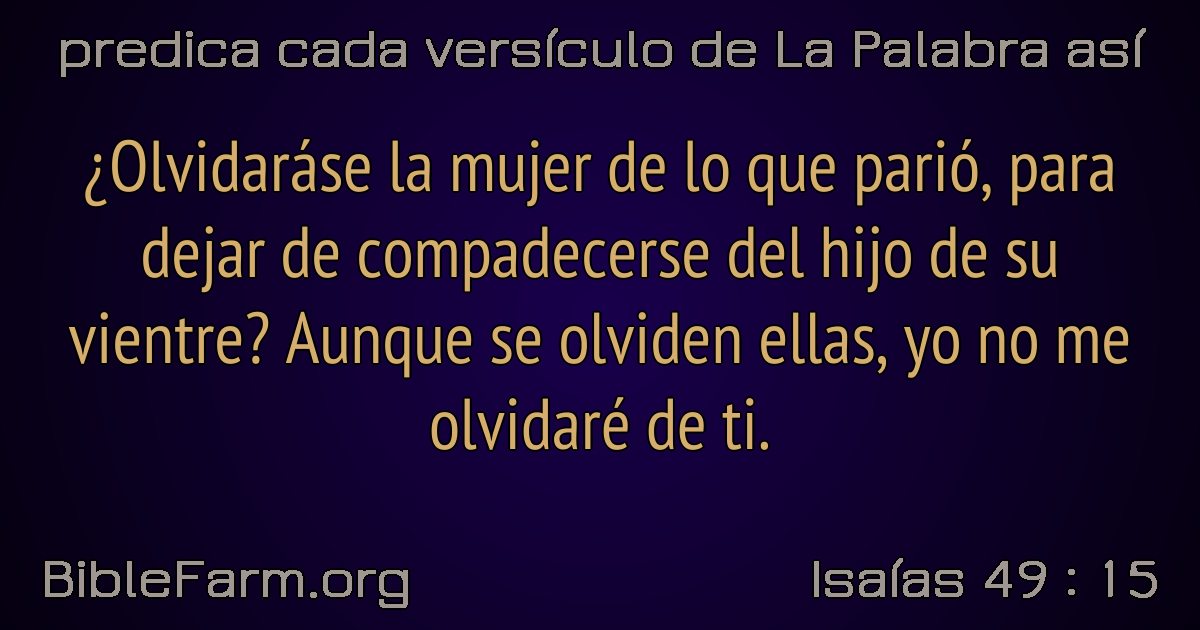 predica cada versículo de La Palabra así
¿Olvidaráse la mujer de lo que parió, para
dejar de compadecerse del hijo de su
vientre? Aunque se olviden ellas, yo no me
olvidaré de ti.
BibleFarm.org
Isaías 49 : 15